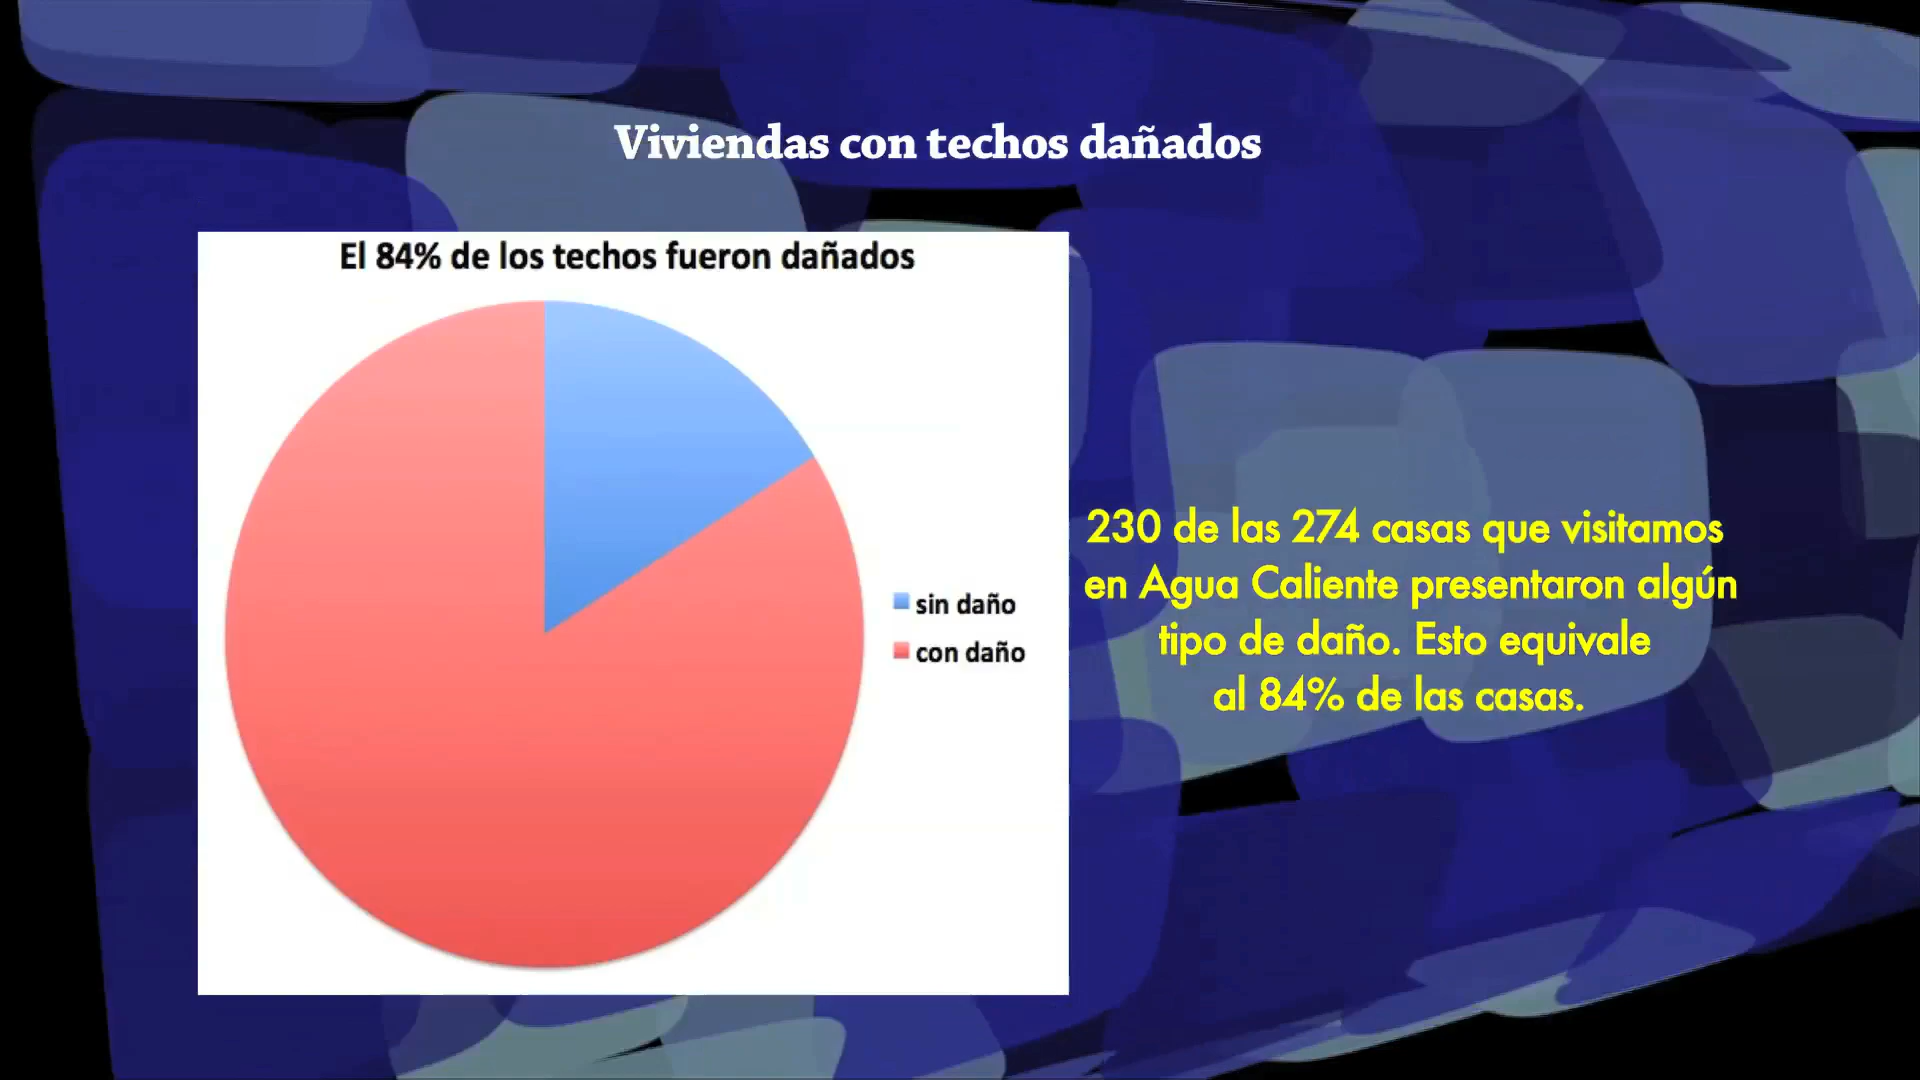 Viviendas con techos dañados
El 84% de los techos fueron dañados
sin daño
con daño
230 de las 274 casas que visitamos
en Agua Caliente presentaron algún
tipo de daño. Esto equivale
al 84% de las casas.